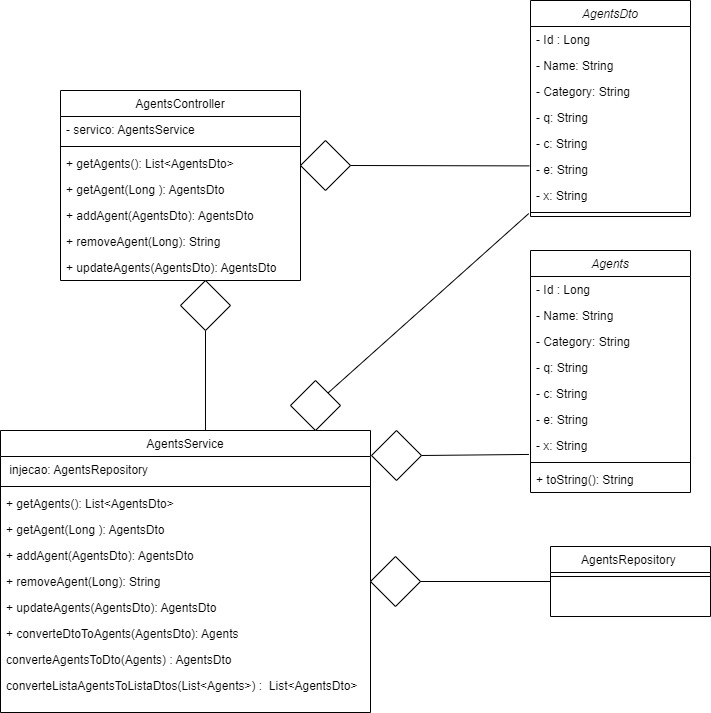 AgentsController
- servico: AgentsService
+ getAgents(): List<AgentsDto>
+ getAgent(Long ): AgentsDto
+ addAgent(AgentsDto): AgentsDto
+ removeAgent(Long): String
+ updateAgents(AgentsDto): AgentsDto
AgentsDto
- Id : Long
- Name: String
- Category: String
- q: String
- c: String
- e: String
- x: String
Agents
- Id : Long
- Name: String
- Category: String
- q: String
- c: String
- e: String
- x: String
+ toString(): String
AgentsService
injecao: AgentsRepository
+ getAgents(): List<AgentsDto>
+ getAgent(Long ): AgentsDto
+ addAgent(AgentsDto): AgentsDto
+ removeAgent(Long): String
+ updateAgents(AgentsDto): AgentsDto
+ converteDtoToAgents(AgentsDto): Agents
converteAgentsToDto(Agents) : AgentsDto
converteListaAgentsToListaDtos(List<Agents>) : List<AgentsDto>
AgentsRepository